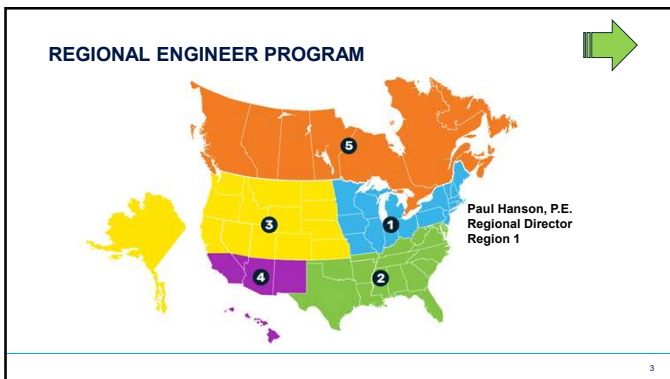 REGIONAL ENGINEER PROGRAM
5
3
1
Paul Hanson, P.E.
Regional Director
Region 1
4
2
3